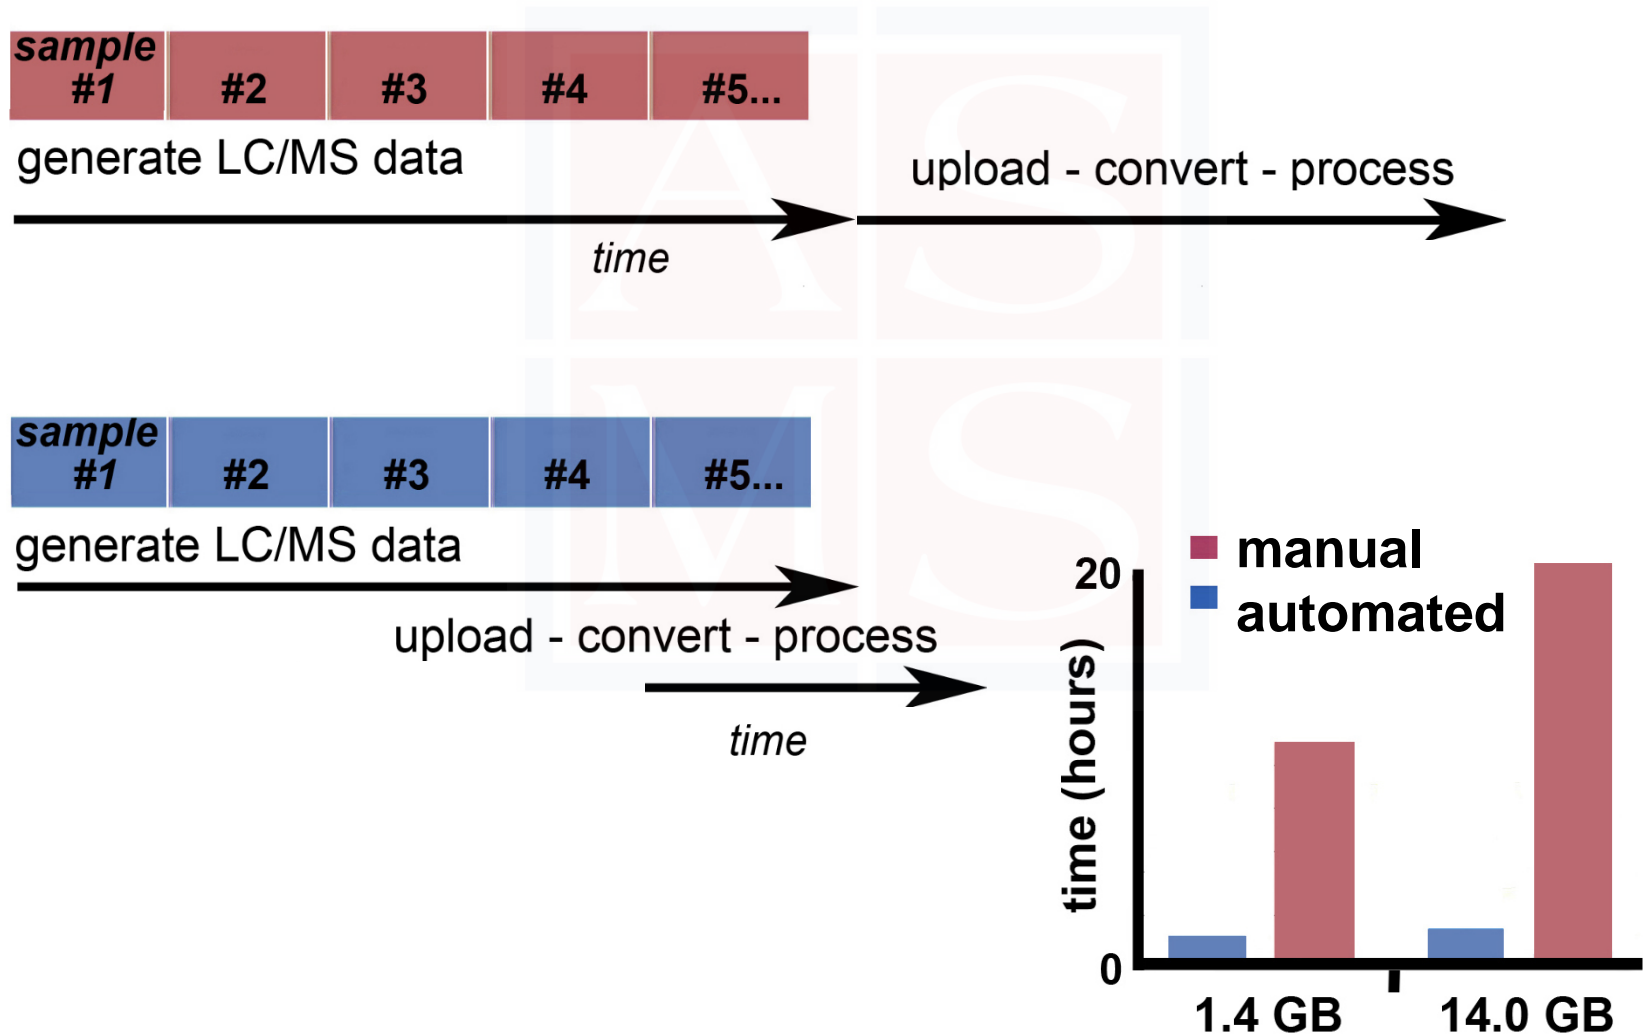 sample
#1 #2 #3 #4 #5...
generate LC/MS data
upload - convert - process
time
sample
#1 #2 #3 #4 #5...
generate LC/MS data
upload - convert - process
time
manual
automated
20
time (hours)
0
1.4 GB 14.0 GB
A S
M S